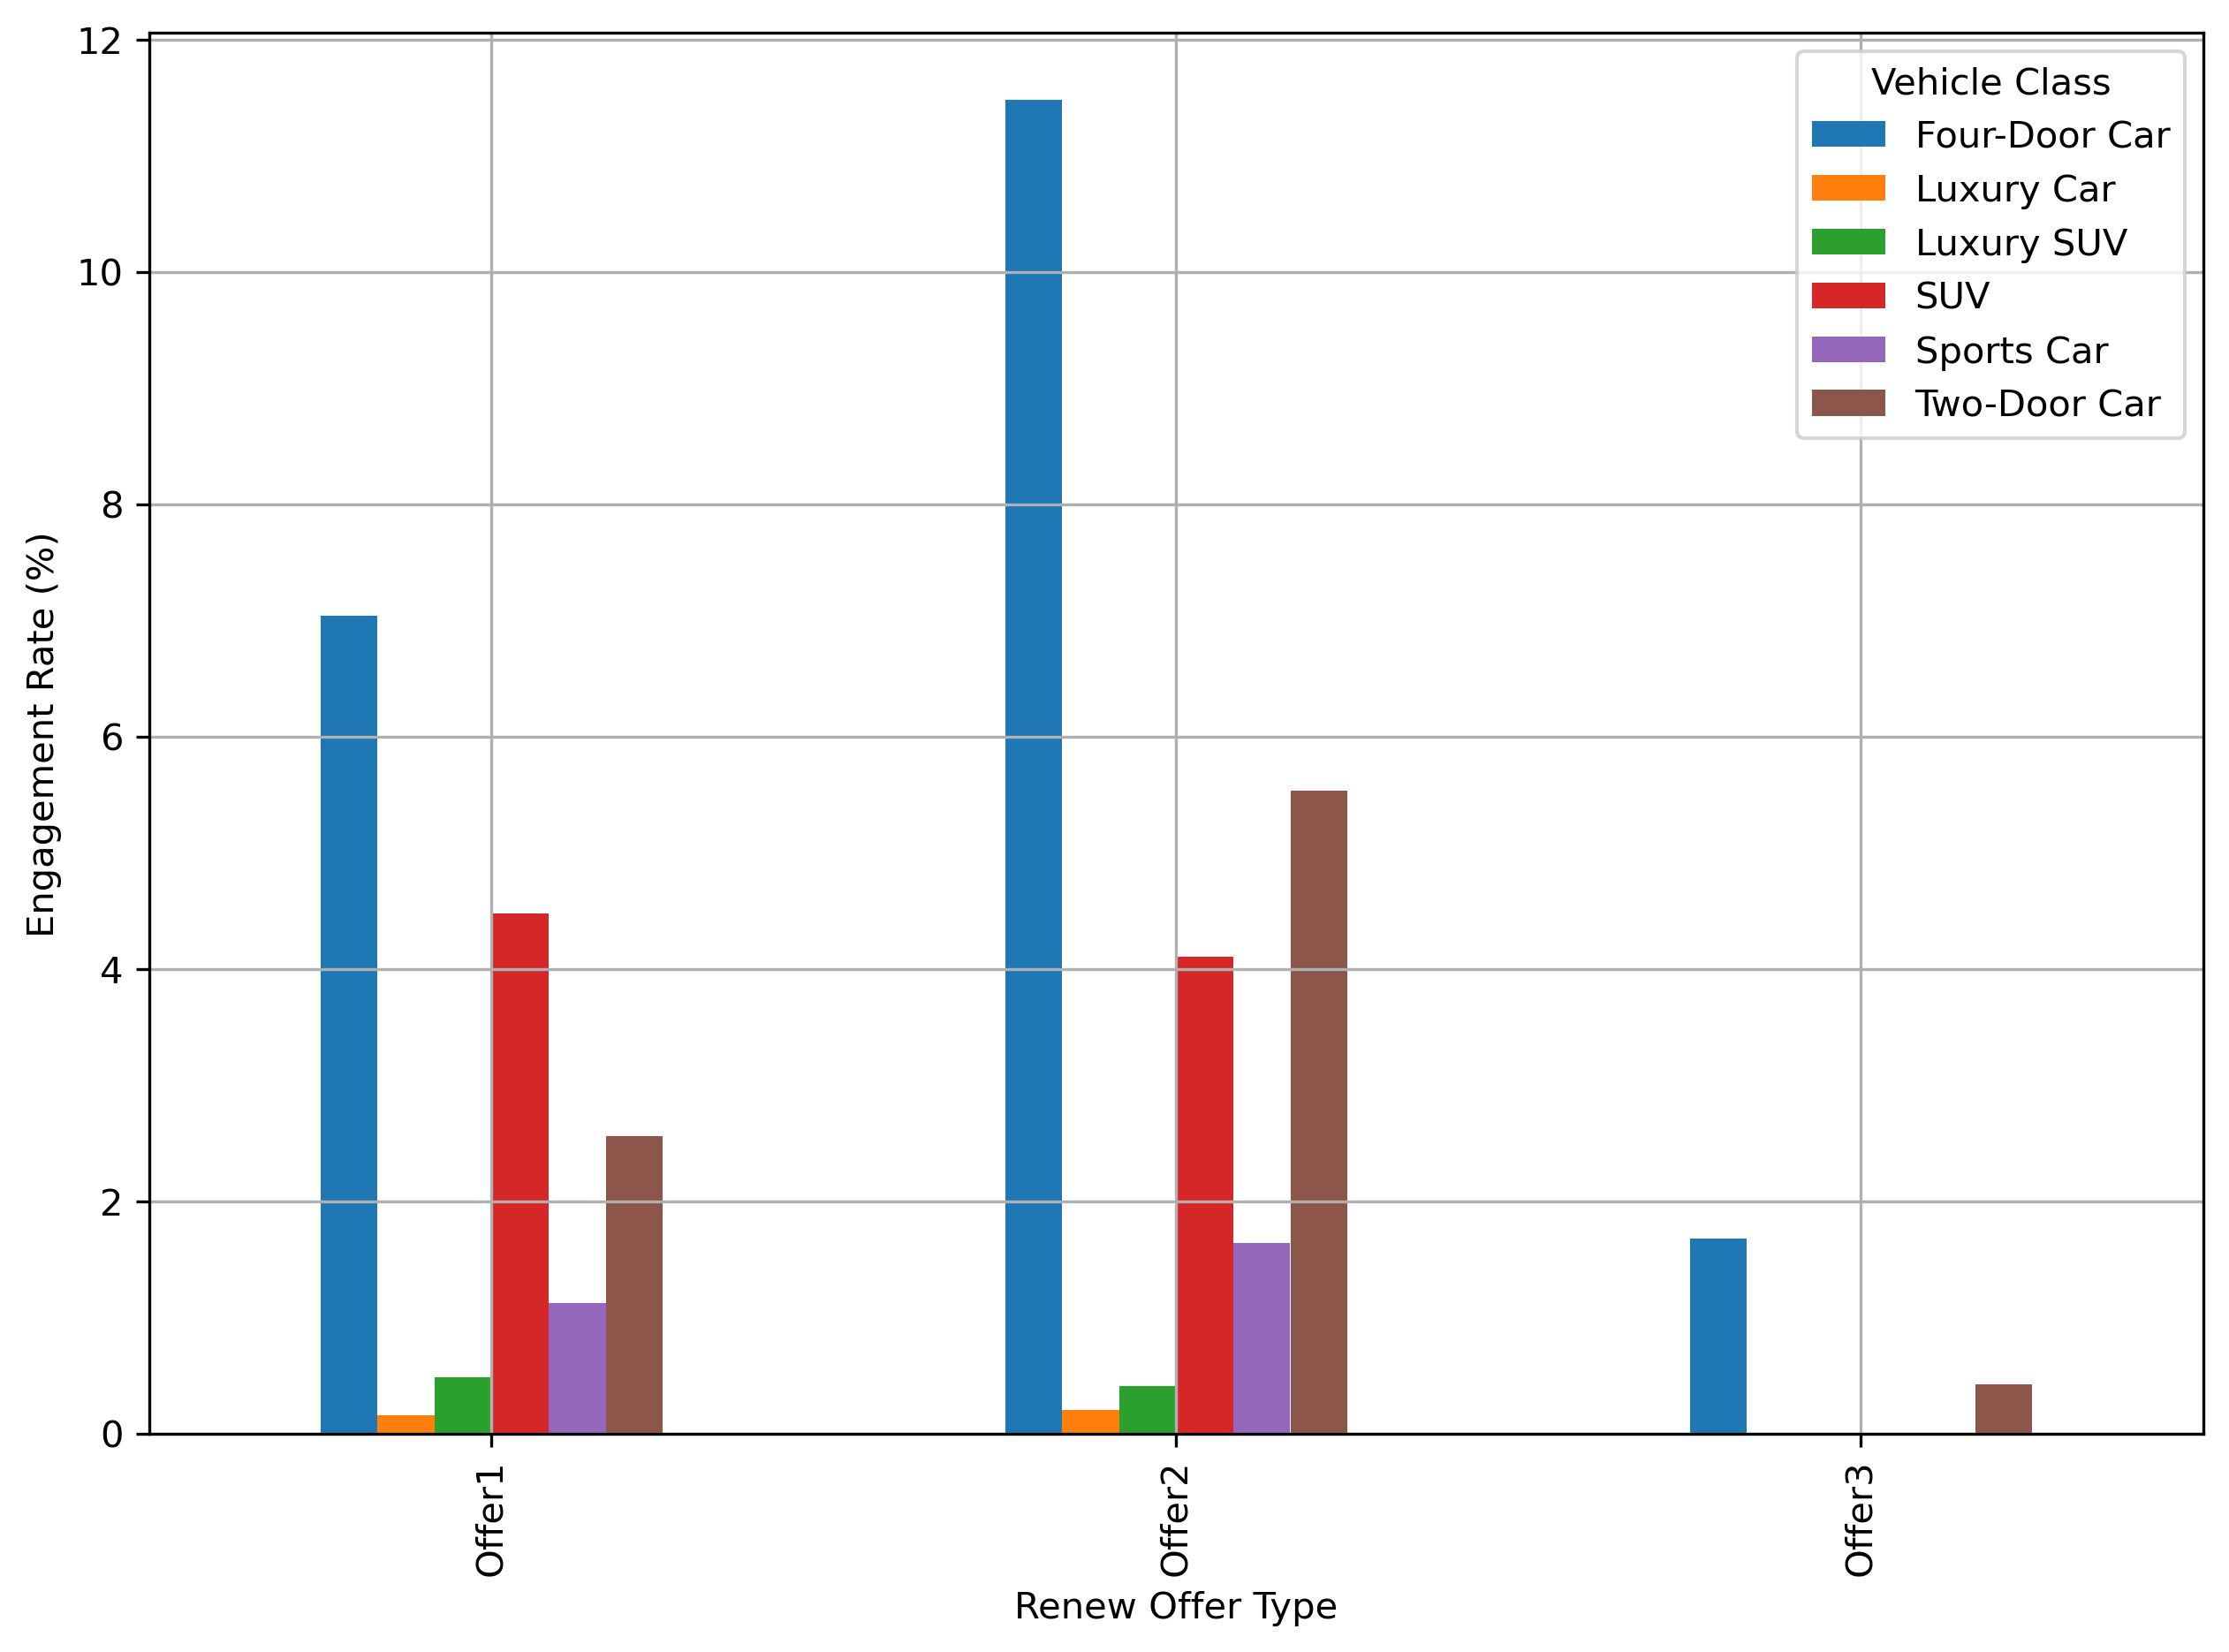 12
10
8
6
4
2
0
Engagement Rate (%)
Vehicle Class
Four-Door Car
Luxury Car
Luxury SUV
SUV
Sports Car
Two-Door Car
Offer1
Offer2
Offer3
Renew Offer Type